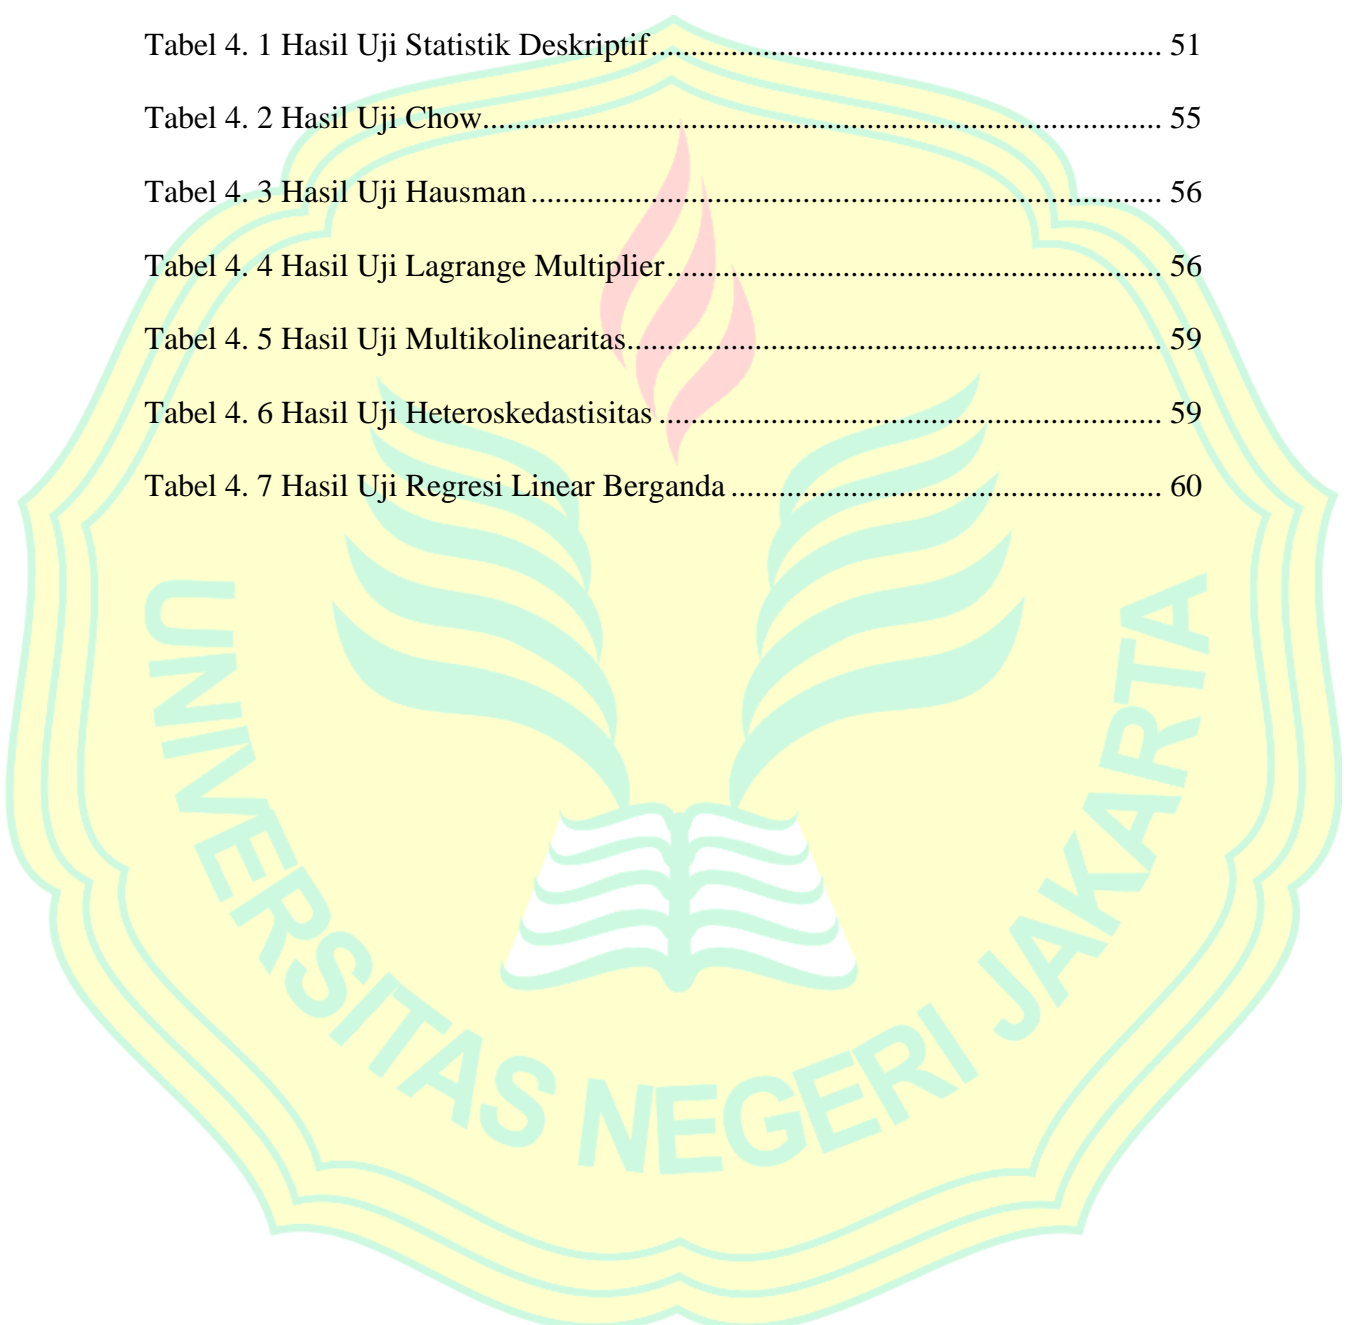 Tabel 4. 1 Hasil Uji Statistik Deskriptif.............................................................. 51
Tabel 4. 2 Hasil Uji Chow.................................................................................. 55
Tabel 4. 3 Hasil Uji Hausman ............................................................................ 56
Tabel 4. 4 Hasil Uji Lagrange Multiplier............................................................ 56
Tabel 4. 5 Hasil Uji Multikolinearitas................................................................. 59
Tabel 4. 6 Hasil Uji Heteroskedastisitas ............................................................. 59
Tabel 4. 7 Hasil Uji Regresi Linear Berganda .................................................... 60
UNIVERSITAS NEGERI JAKARTA